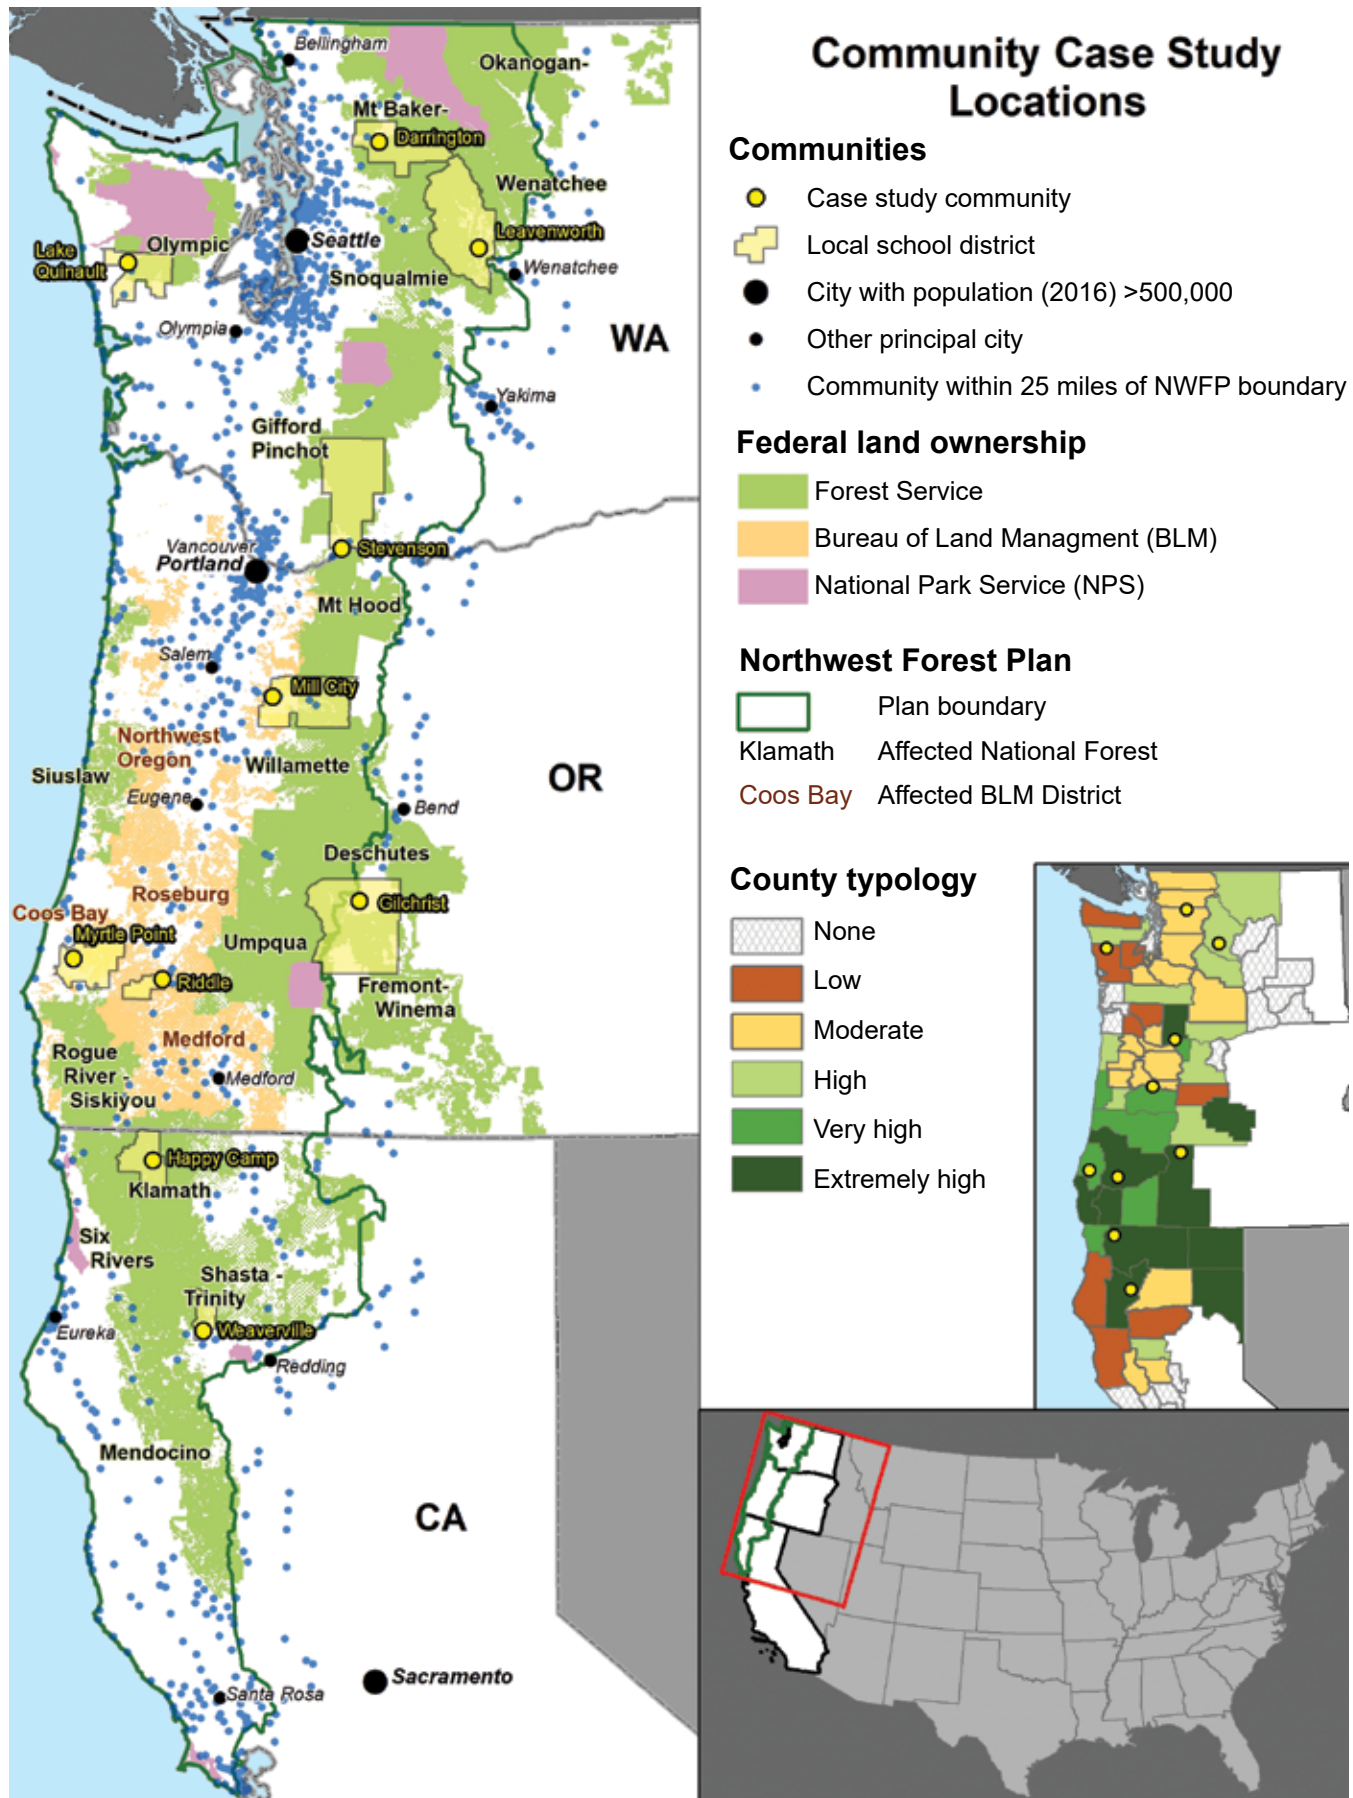 Bellingham
Okanogan-
Mt Baker-
Darrington
Wenatchee
Leavenworth
Olympic
Seattle
Lake
Quinault
Snoqualmie
Wenatchee
Olympia
WA
Yakima
Gifford
Pinchot
Vancouver
Portland
Stevenson
Mt Hood
Salem
Mill City
Northwest
Oregon
Siuslaw
Willamette
OR
Eugene
Bend
Deschutes
Roseburg
Gilchrist
Coos Bay
Myrtle Point
Umpqua
Riddle
Fremont-
Winema
Medford
Rogue
River -
Siskiyou
Medford
Happy Camp
Klamath
Six
Rivers
Shasta -
Trinity
Weaverville
Eureka
Redding
Mendocino
CA
Sacramento
Santa Rosa
Community Case Study
Locations
Communities
Case study community
Local school district
City with population (2016) >500,000
Other principal city
Community within 25 miles of NWFP boundary
Federal land ownership
Forest Service
Bureau of Land Managment (BLM)
National Park Service (NPS)
Northwest Forest Plan
Plan boundary
Klamath Affected National Forest
Coos Bay Affected BLM District
County typology
None
Low
Moderate
High
Very high
Extremely high